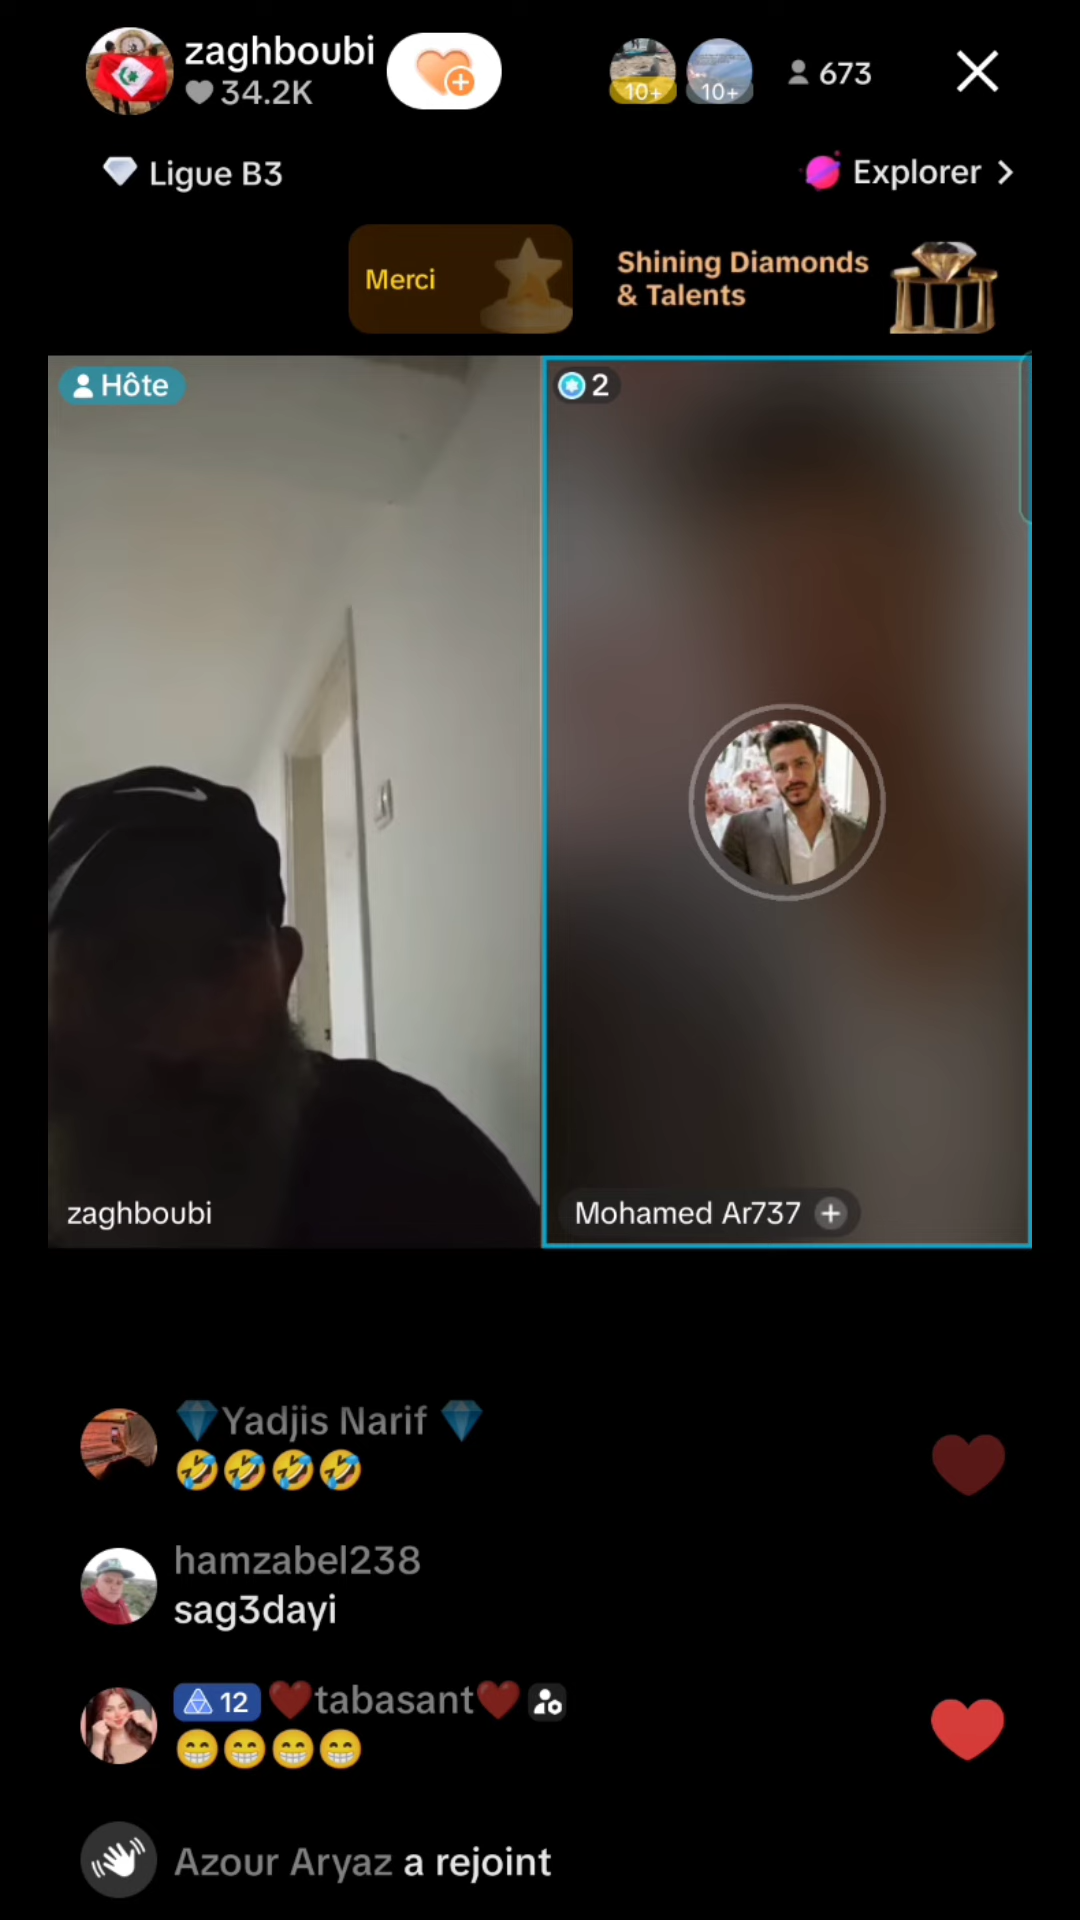 zaghboubi
34.2K
10+
10+
673
Ligue B3
Explorer
Merci
Shining Diamonds
& Talents
Hôte
2
zaghboubi
Mohamed Ar737
💎Yadjis Narif 💎
🤣🤣🤣🤣
hamzabel238
sag3dayi
12 ❤️tabasant❤️
😁😁😁😁
Azour Aryaz a rejoint